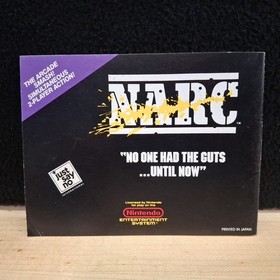 THE ARCADE
SMASH!
SIMULTANEOUS
2-PLAYER ACTION!
NARC
TM
"NO ONE HAD THE GUTS
...UNTIL NOW"
just
say
no
Licensed by Nintendo
for play on the
Nintendo
ENTERTAINMENT
SYSTEM
PRINTED IN JAPAN